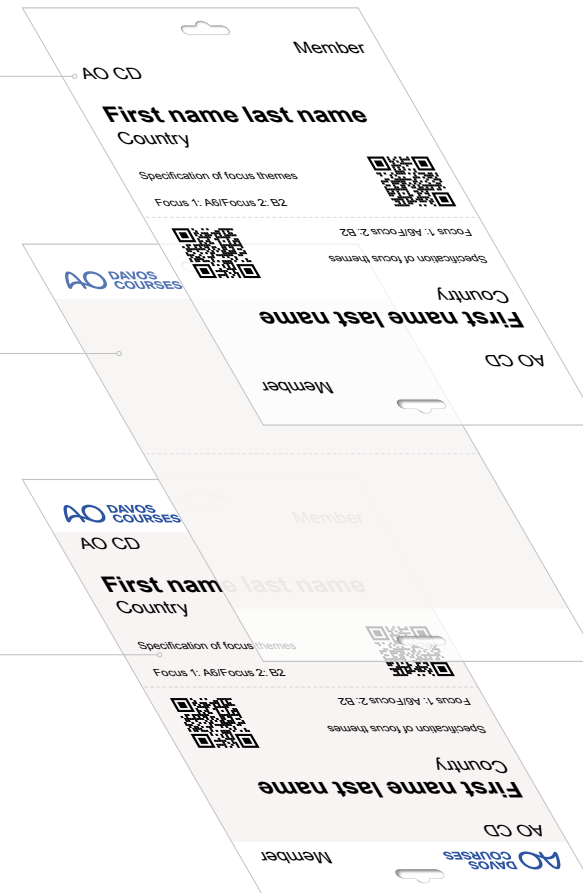 Member
AO CD
First name last name
Country
Specification of focus themes
Focus 1: A6/Focus 2: B2
Focus 1: A6/Focus 2: B2
Specification of focus themes
Country
First name last name
AO CD
Member
AO DAVOS
COURSES
Member
AO DAVOS
COURSES
AO CD
First name last name
Country
Specification of focus themes
Focus 1: A6/Focus 2: B2
Focus 1: A6/Focus 2: B2
Specification of focus themes
Country
First name last name
AO CD
Member
AO DAVOS
COURSES